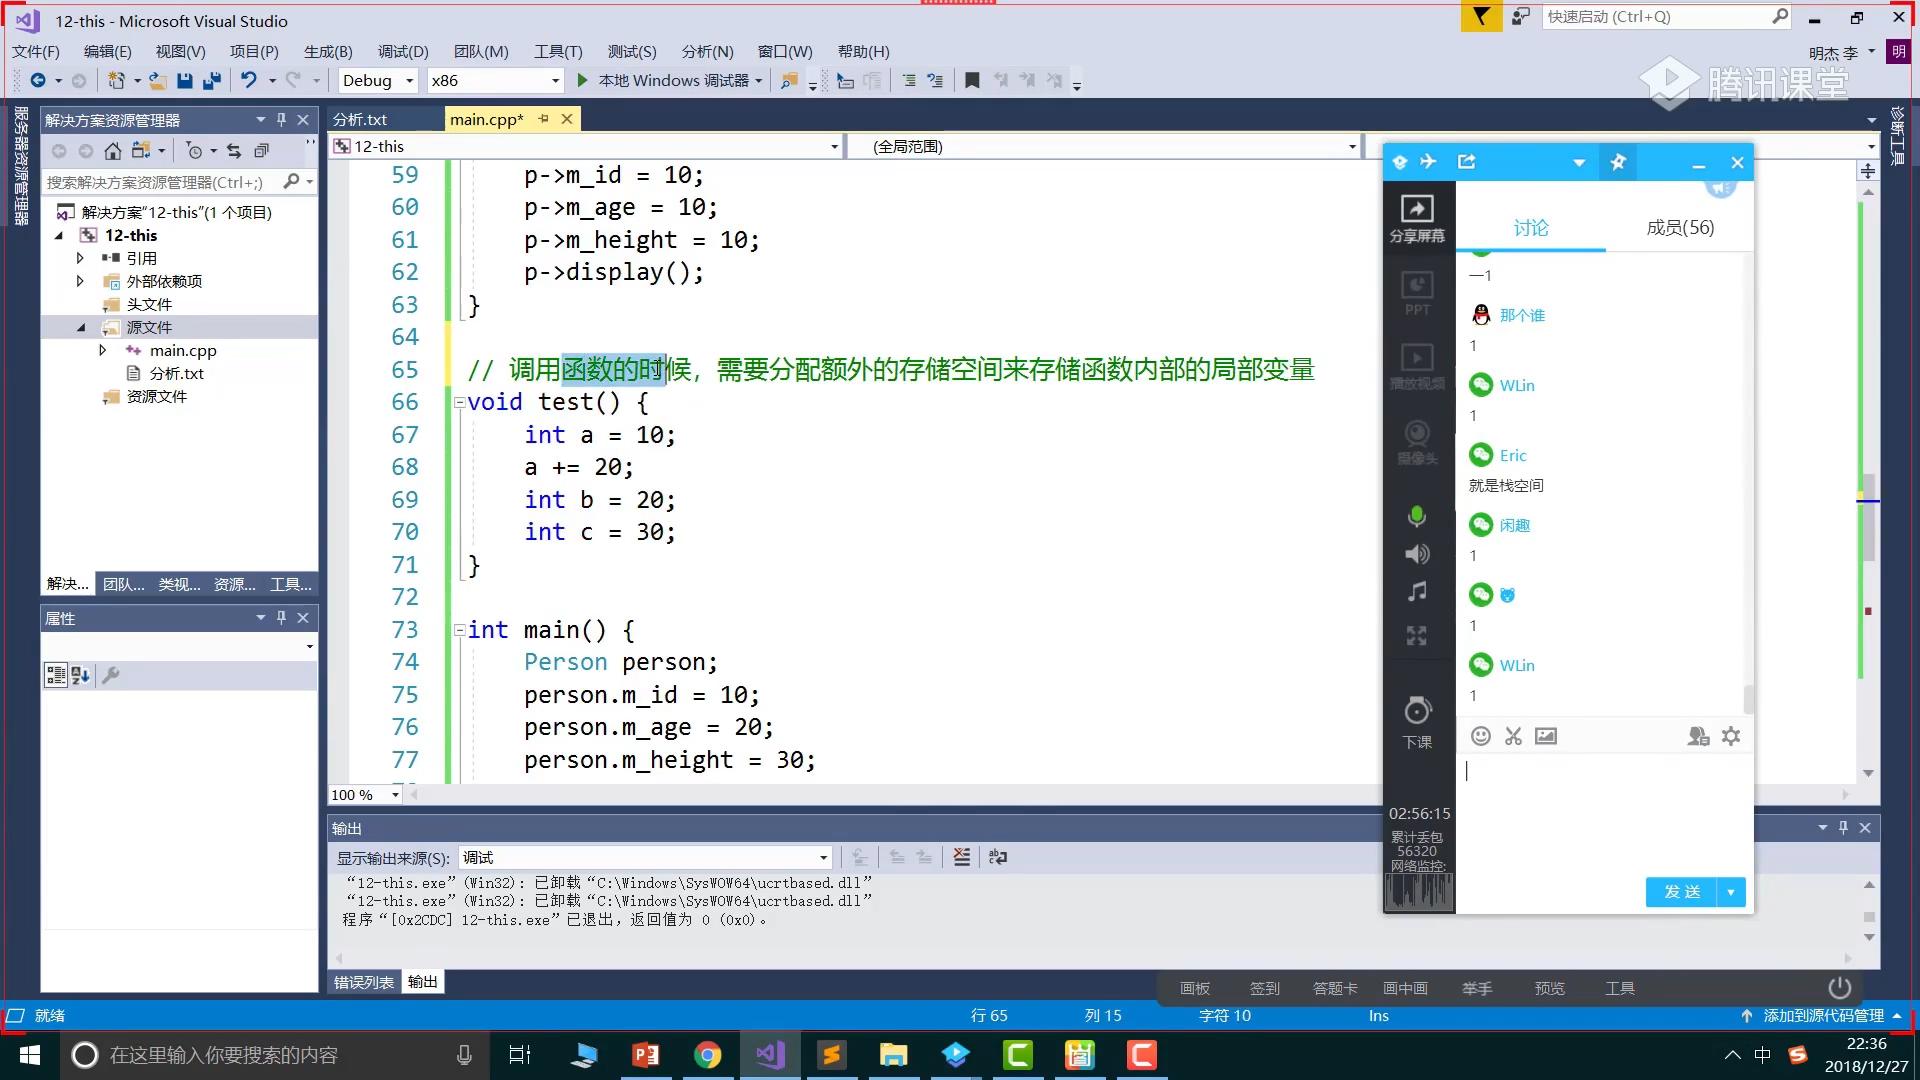 12-this - Microsoft Visual Studio
快速启动 (Ctrl+Q)
文件(F) 编辑(E) 视图(V) 项目(P) 生成(B) 调试(D) 团队(M) 工具(T) 测试(S) 分析(N) 窗口(W) 帮助(H)
明杰 李
明
Debug x86 本地 Windows 调试器
腾讯课堂
服务器资源管理器
诊断工具
解决方案资源管理器
搜索解决方案资源管理器(Ctrl+;)
解决方案“12-this”(1 个项目)
12-this
引用
外部依赖项
头文件
源文件
main.cpp
分析.txt
资源文件
解决... 团队... 类视... 资源... 工具...
属性
分析.txt main.cpp*
12-this (全局范围)
59 p->m_id = 10;
60 p->m_age = 10;
61 p->m_height = 10;
62 p->display();
63 }
64
65 // 调用函数的时候，需要分配额外的存储空间来存储函数内部的局部变量
66 void test() {
67 int a = 10;
68 a += 20;
69 int b = 20;
70 int c = 30;
71 }
72
73 int main() {
74 Person person;
75 person.m_id = 10;
76 person.m_age = 20;
77 person.m_height = 30;
100 %
输出
显示输出来源(S): 调试
“12-this.exe”(Win32): 已卸载“C:\Windows\SysWOW64\ucrtbased.dll”
“12-this.exe”(Win32): 已卸载“C:\Windows\SysWOW64\ucrtbased.dll”
程序“[0x2CDC] 12-this.exe”已退出，返回值为 0 (0x0)。
错误列表 输出
分享屏幕
PPT
播放视频
摄像头
下课
02:56:15
累计丢包
56320
网络监控:
讨论 成员(56)
一1
那个谁
1
WLin
1
Eric
就是栈空间
闲趣
1
1
WLin
1
发 送
画板 签到 答题卡 画中画 举手 预览 工具
就绪 行 65 列 15 字符 10 Ins 添加到源代码管理
在这里输入你要搜索的内容
中
22:36
2018/12/27